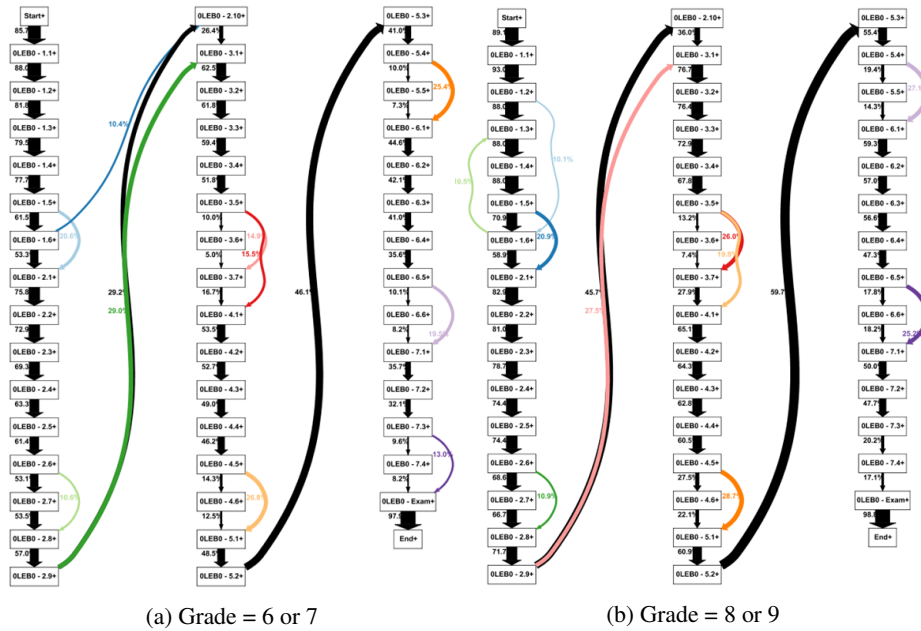 Start+
85.7%
0LEB0 - 1.1+
88.0%
0LEB0 - 1.2+
81.8%
0LEB0 - 1.3+
79.5%
0LEB0 - 1.4+
77.7%
0LEB0 - 1.5+
61.5%
20.6%
0LEB0 - 1.6+
53.3%
10.4%
0LEB0 - 2.1+
75.8%
0LEB0 - 2.2+
72.9%
0LEB0 - 2.3+
69.3%
0LEB0 - 2.4+
63.3%
0LEB0 - 2.5+
61.4%
0LEB0 - 2.6+
53.1%
10.6%
0LEB0 - 2.7+
53.5%
0LEB0 - 2.8+
57.0%
0LEB0 - 2.9+
29.2%
29.0%
0LEB0 - 2.10+
26.4%
0LEB0 - 3.1+
62.5%
0LEB0 - 3.2+
61.8%
0LEB0 - 3.3+
59.4%
0LEB0 - 3.4+
51.8%
0LEB0 - 3.5+
10.0%
14.9%
15.5%
0LEB0 - 3.6+
5.0%
0LEB0 - 3.7+
16.7%
0LEB0 - 4.1+
53.5%
0LEB0 - 4.2+
52.7%
0LEB0 - 4.3+
49.0%
0LEB0 - 4.4+
46.2%
0LEB0 - 4.5+
14.3%
26.8%
0LEB0 - 4.6+
12.5%
0LEB0 - 5.1+
48.5%
0LEB0 - 5.2+
46.1%
0LEB0 - 5.3+
41.0%
0LEB0 - 5.4+
10.0%
25.4%
0LEB0 - 5.5+
7.3%
0LEB0 - 6.1+
44.6%
0LEB0 - 6.2+
42.1%
0LEB0 - 6.3+
41.0%
0LEB0 - 6.4+
35.6%
0LEB0 - 6.5+
10.1%
0LEB0 - 6.6+
8.2%
19.5%
0LEB0 - 7.1+
35.7%
0LEB0 - 7.2+
32.1%
0LEB0 - 7.3+
9.6%
13.0%
0LEB0 - 7.4+
8.2%
0LEB0 - Exam+
97.9%
End+
(a) Grade = 6 or 7
Start+
89.1%
0LEB0 - 1.1+
93.0%
0LEB0 - 1.2+
88.0%
0LEB0 - 1.3+
88.0%
10.1%
0LEB0 - 1.4+
88.0%
16.5%
0LEB0 - 1.5+
70.9%
20.9%
0LEB0 - 1.6+
58.9%
0LEB0 - 2.1+
82.9%
0LEB0 - 2.2+
81.0%
0LEB0 - 2.3+
78.7%
0LEB0 - 2.4+
74.4%
0LEB0 - 2.5+
74.4%
0LEB0 - 2.6+
68.6%
10.9%
0LEB0 - 2.7+
66.7%
0LEB0 - 2.8+
71.7%
0LEB0 - 2.9+
45.7%
27.5%
0LEB0 - 2.10+
36.0%
0LEB0 - 3.1+
76.7%
0LEB0 - 3.2+
76.4%
0LEB0 - 3.3+
72.9%
0LEB0 - 3.4+
67.8%
0LEB0 - 3.5+
13.2%
26.0%
19.8%
0LEB0 - 3.6+
7.4%
0LEB0 - 3.7+
27.9%
0LEB0 - 4.1+
65.1%
0LEB0 - 4.2+
64.3%
0LEB0 - 4.3+
62.8%
0LEB0 - 4.4+
60.5%
0LEB0 - 4.5+
27.5%
28.7%
0LEB0 - 4.6+
22.1%
0LEB0 - 5.1+
60.9%
0LEB0 - 5.2+
59.7%
0LEB0 - 5.3+
55.4%
0LEB0 - 5.4+
19.4%
27.1%
0LEB0 - 5.5+
14.3%
0LEB0 - 6.1+
59.3%
0LEB0 - 6.2+
57.0%
0LEB0 - 6.3+
56.6%
0LEB0 - 6.4+
47.3%
0LEB0 - 6.5+
17.8%
0LEB0 - 6.6+
18.2%
25.2%
0LEB0 - 7.1+
50.0%
0LEB0 - 7.2+
47.7%
0LEB0 - 7.3+
20.2%
0LEB0 - 7.4+
17.1%
0LEB0 - Exam+
98.8%
End+
(b) Grade = 8 or 9